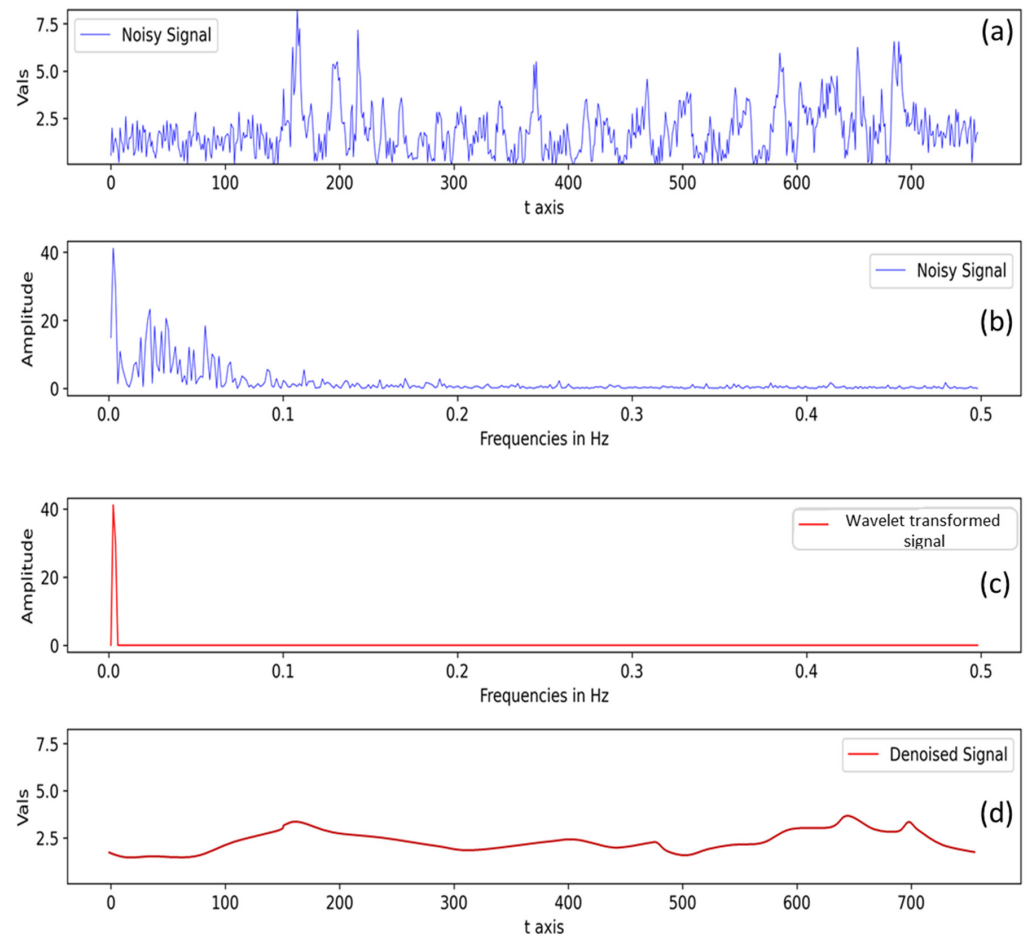 Noisy Signal
(a)
Vals
7.5
5.0
2.5
0 100 200 300 400 500 600 700
t axis
Noisy Signal
(b)
Amplitude
40
20
0
0.0 0.1 0.2 0.3 0.4 0.5
Frequencies in Hz
Wavelet transformed
signal
(c)
Amplitude
40
20
0
0.0 0.1 0.2 0.3 0.4 0.5
Frequencies in Hz
Denoised Signal
(d)
Vals
7.5
5.0
2.5
0 100 200 300 400 500 600 700
t axis